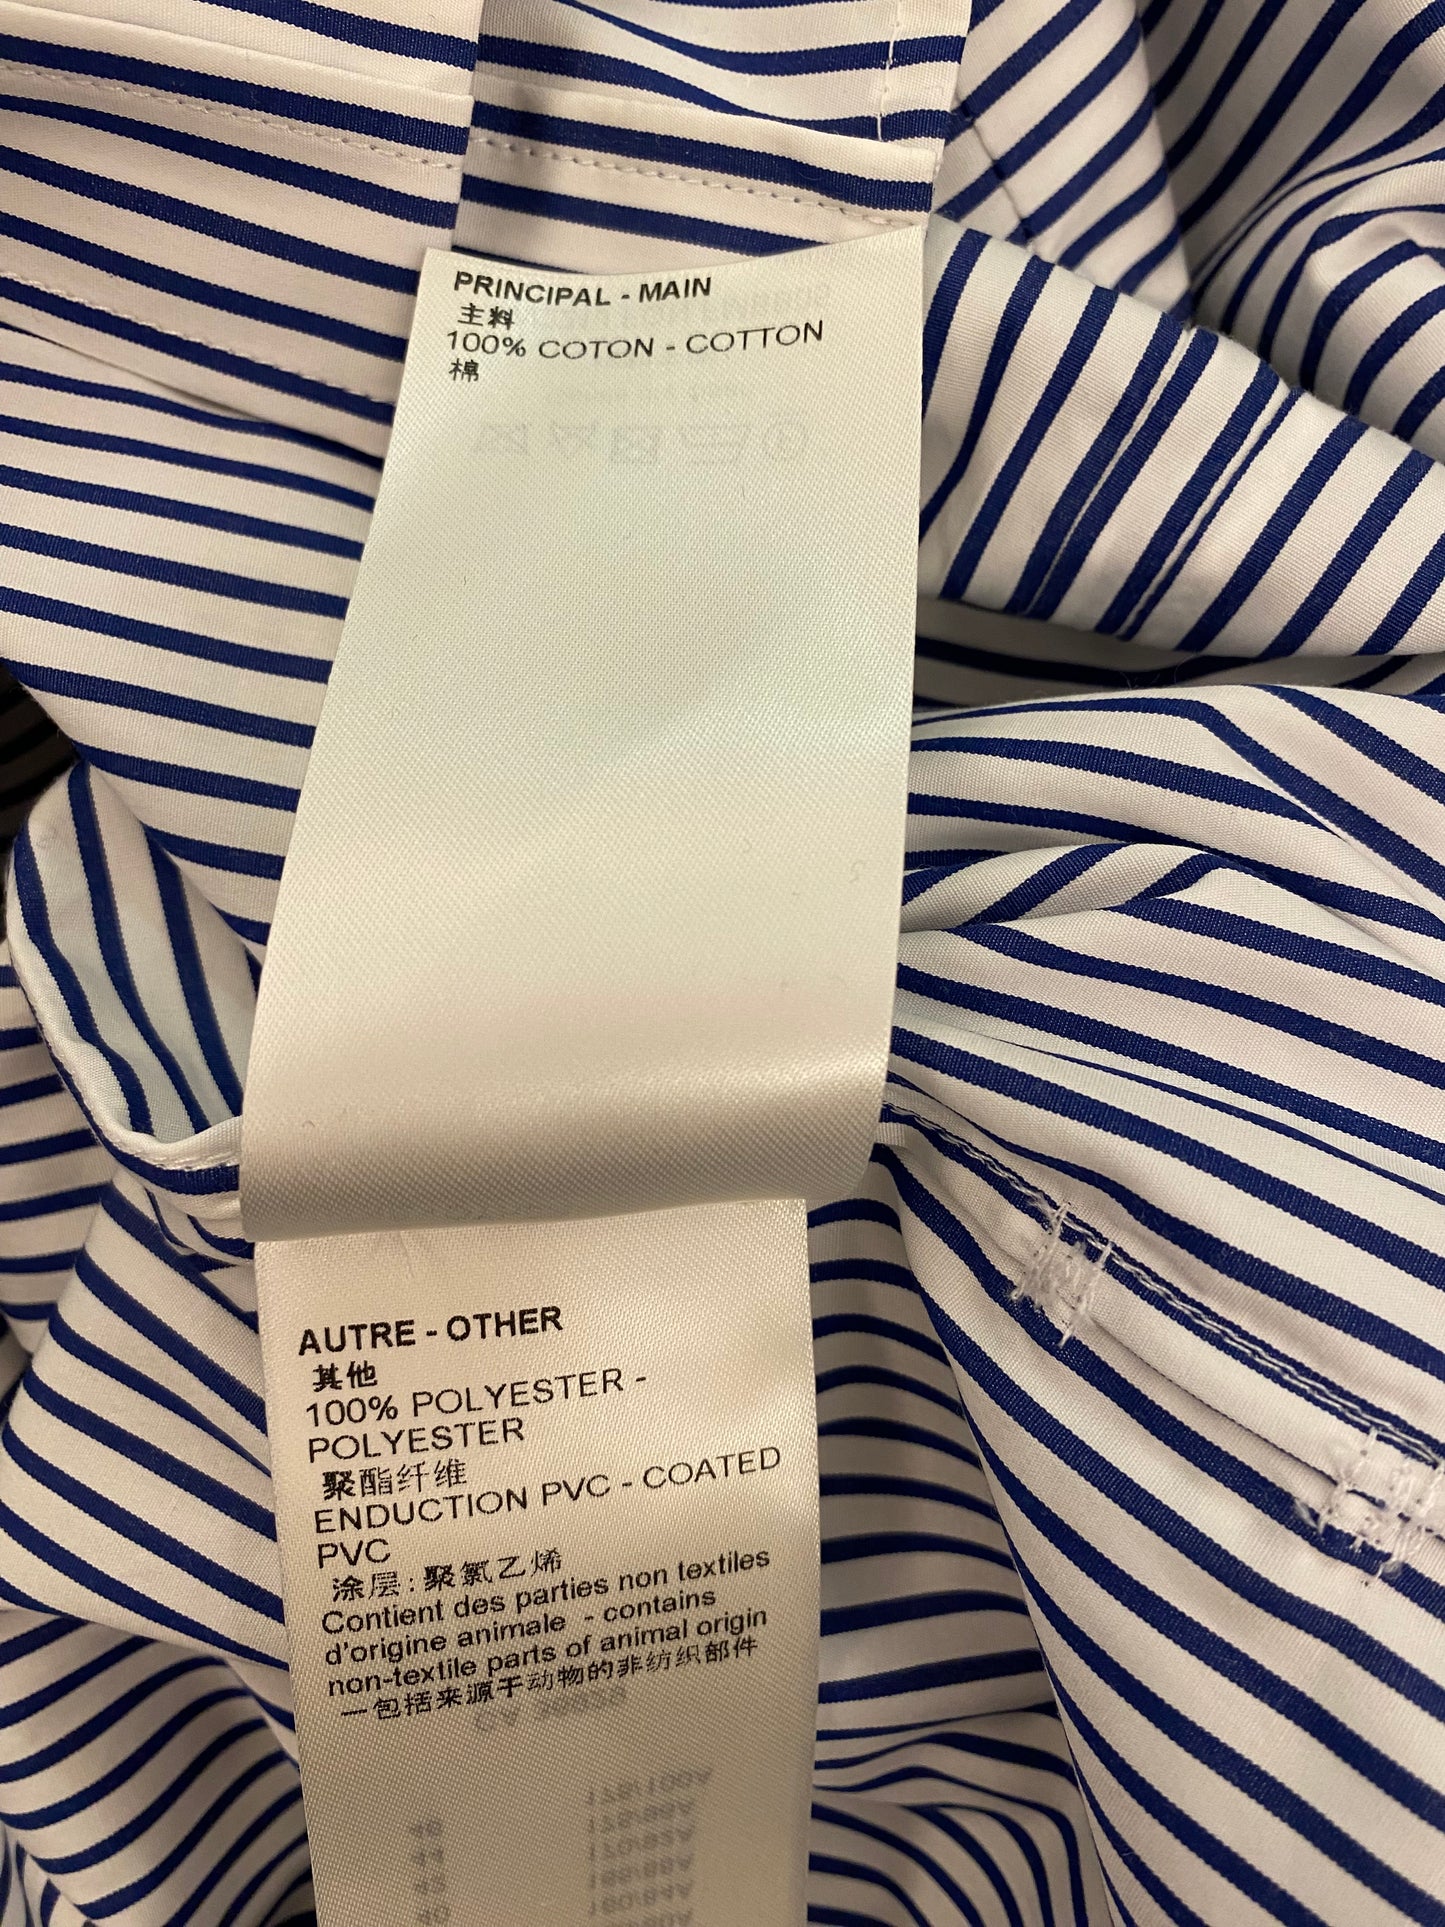 PRINCIPAL - MAIN
主料
100% COTON - COTTON
棉
AUTRE - OTHER
其他
100% POLYESTER -
POLYESTER
聚酯纤维
ENDUCTION PVC - COATED
PVC
涂层:聚氯乙烯
Contient des parties non textiles
d'origine animale - contains
non-textile parts of animal origin
一包括来源于动物的非纺织部件